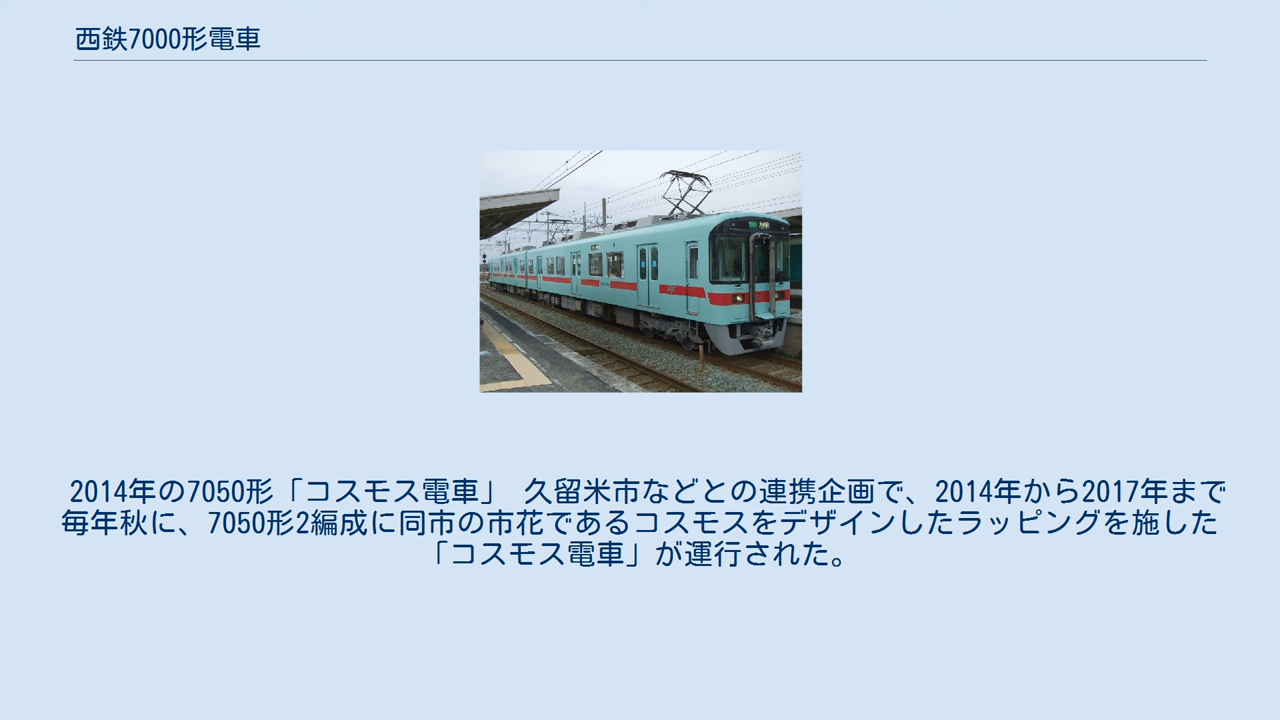 西鉄7000形電車
2014年の7050形「コスモス電車」 久留米市などとの連携企画で、2014年から2017年まで
毎年秋に、7050形2編成に同市の市花であるコスモスをデザインしたラッピングを施した
「コスモス電車」が運行された。